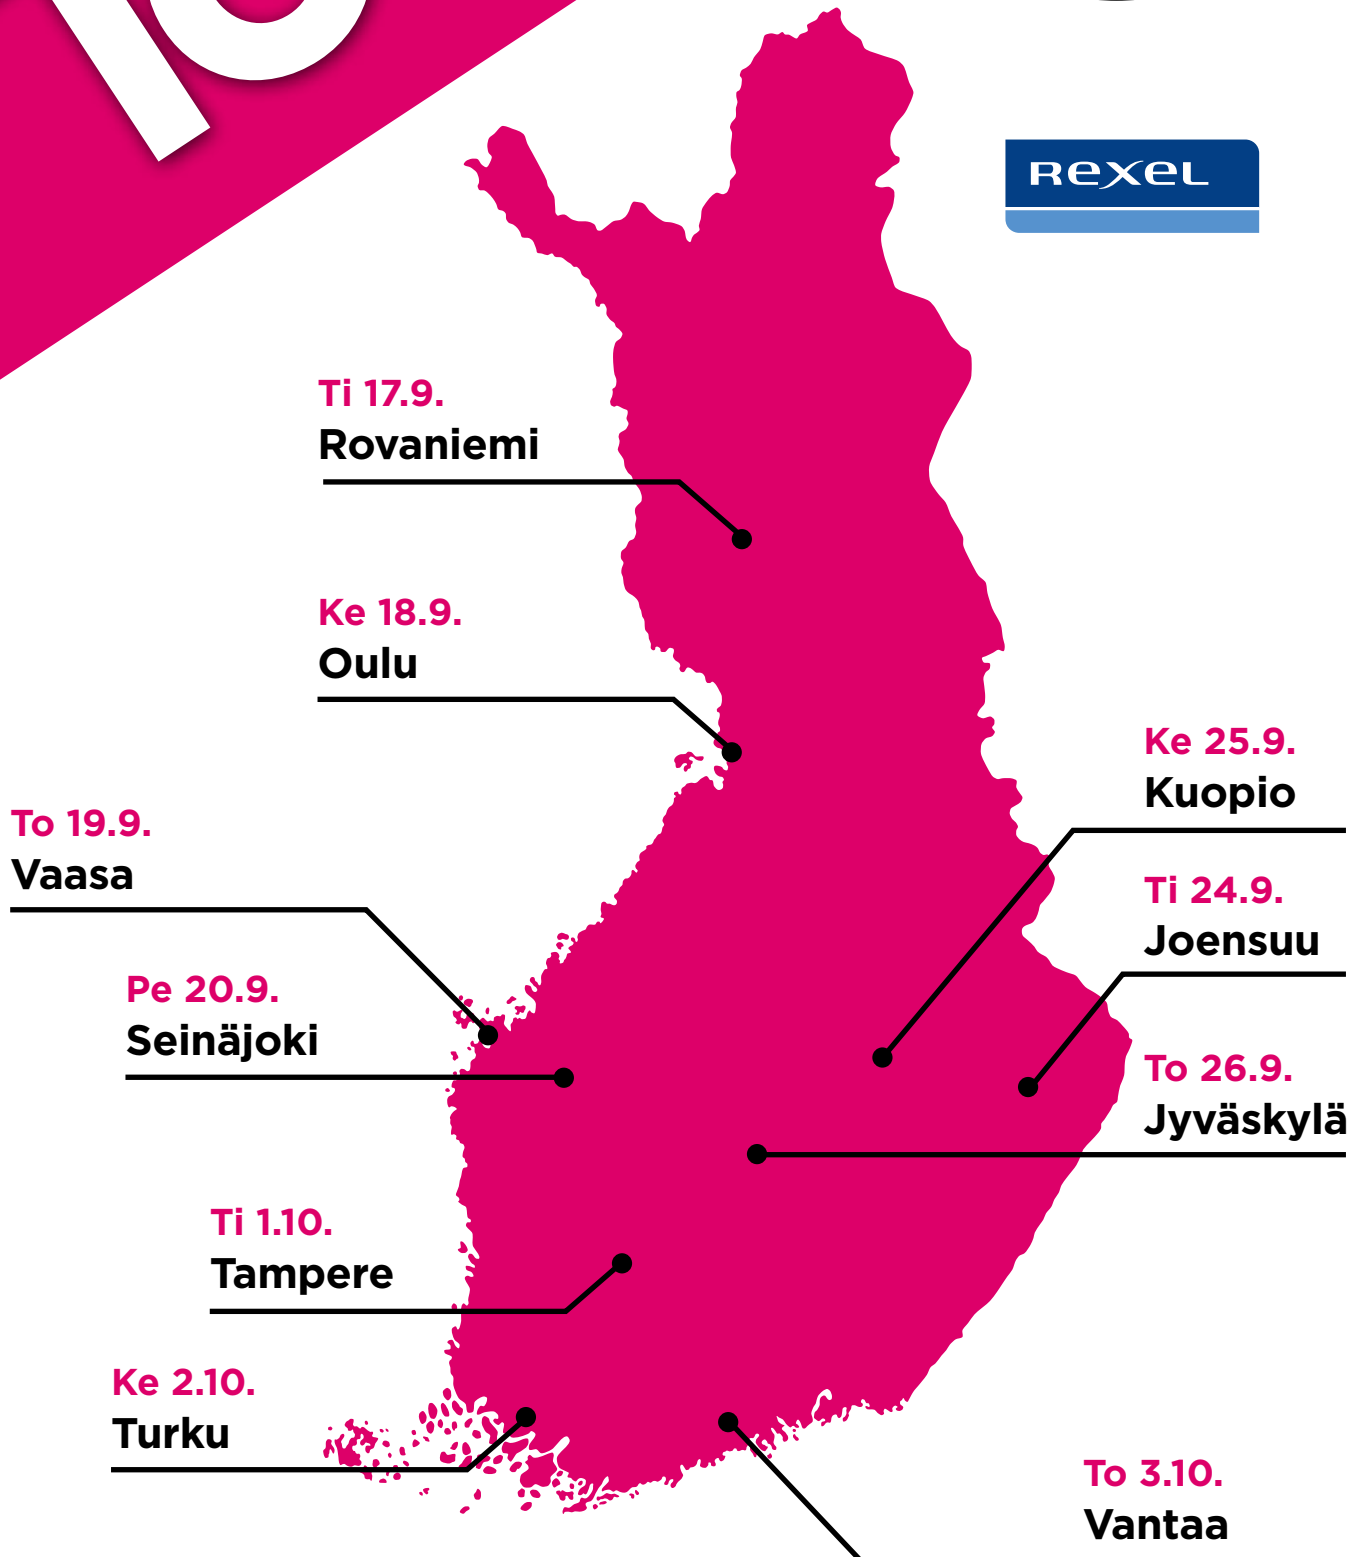 REXEL
Ti 17.9.
Rovaniemi
Ke 18.9.
Oulu
To 19.9.
Vaasa
Pe 20.9.
Seinäjoki
Ke 25.9.
Kuopio
Ti 24.9.
Joensuu
To 26.9.
Jyväskylä
Ti 1.10.
Tampere
Ke 2.10.
Turku
To 3.10.
Vantaa